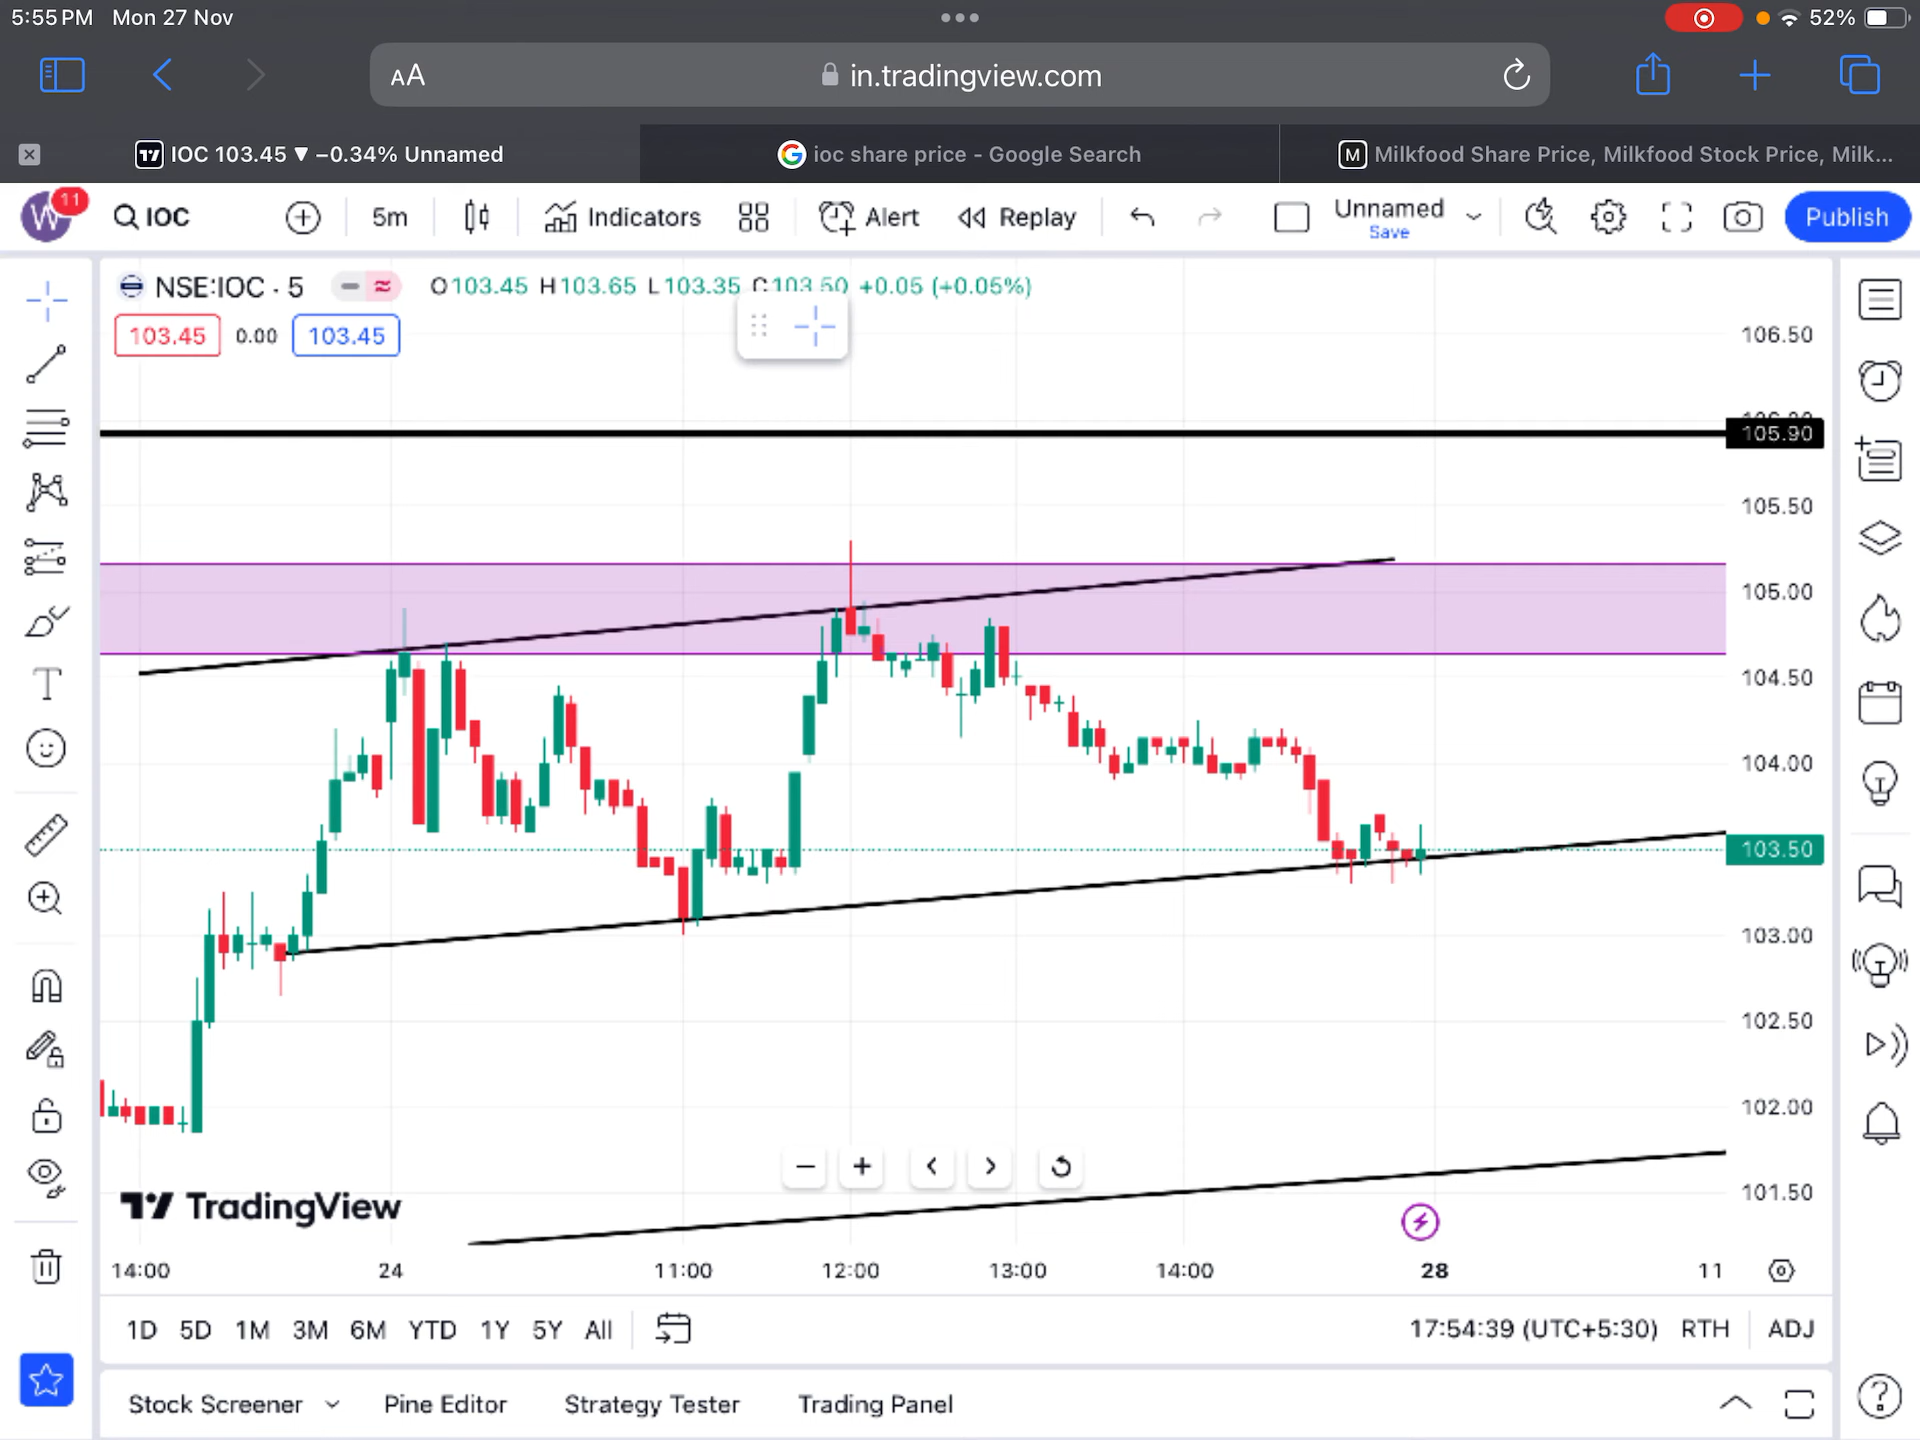 5:55 PM Mon 27 Nov
52%
AA
in.tradingview.com
IOC 103.45 ▼ −0.34% Unnamed
ioc share price - Google Search
M
Milkfood Share Price, Milkfood Stock Price, Milk...
W
11
IOC
5m
Indicators
Alert
Replay
Unnamed
Save
Publish
NSE:IOC · 5
O103.45 H103.65 L103.35 C103.50 +0.05 (+0.05%)
103.45
0.00
103.45
106.50
105.90
105.50
105.00
104.50
104.00
103.50
103.00
102.50
102.00
101.50
TradingView
14:00
24
11:00
12:00
13:00
14:00
28
11
1D 5D 1M 3M 6M YTD 1Y 5Y All
17:54:39 (UTC+5:30) RTH ADJ
Stock Screener
Pine Editor
Strategy Tester
Trading Panel